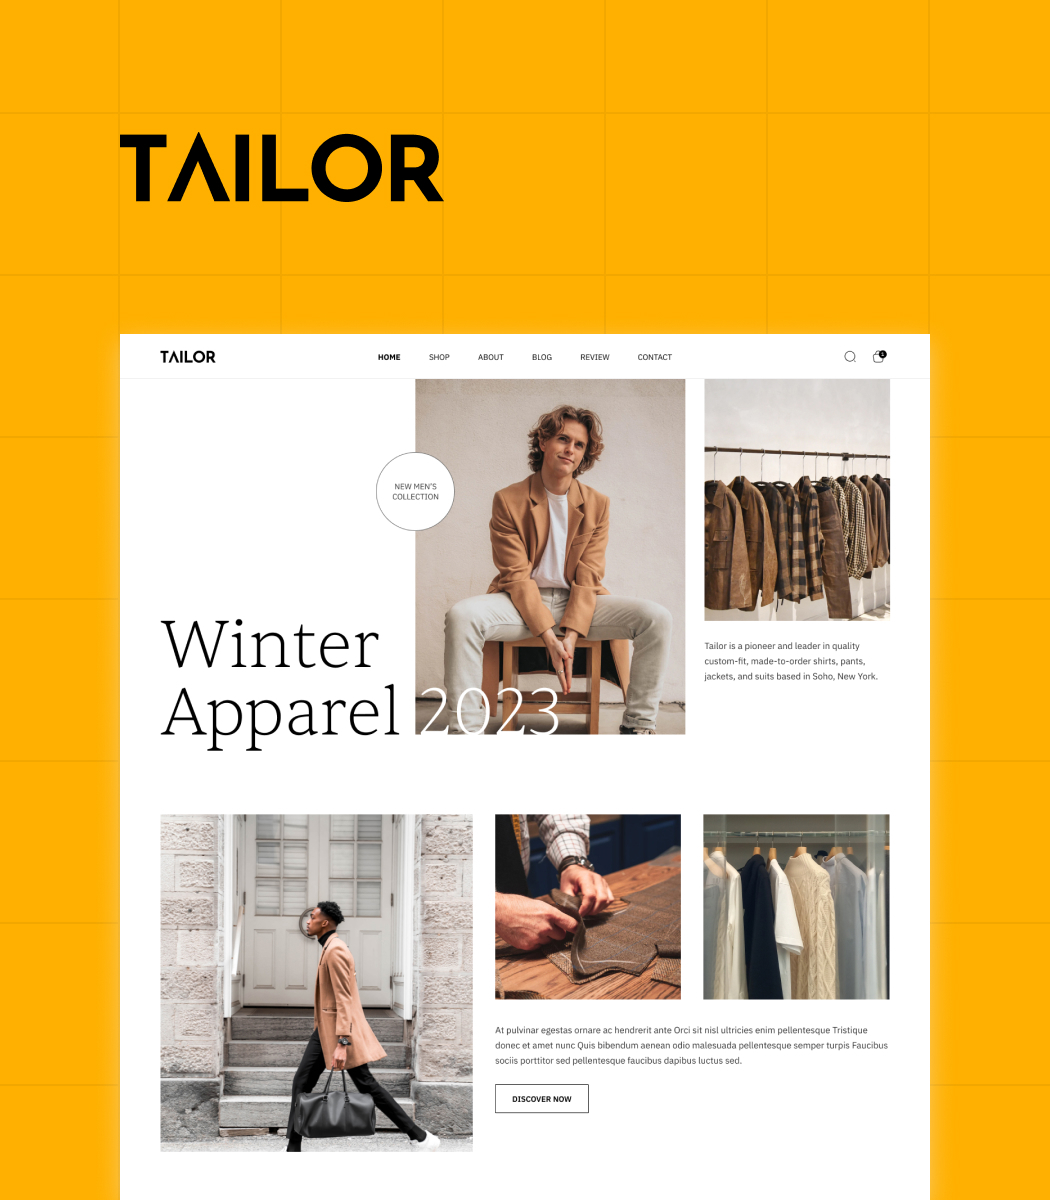 TAILOR
TAILOR
HOME SHOP ABOUT BLOG REVIEW CONTACT
1
NEW MEN'S
COLLECTION
Winter
Apparel 2023
Tailor is a pioneer and leader in quality
custom-fit, made-to-order shirts, pants,
jackets, and suits based in Soho, New York.
At pulvinar egestas ornare ac hendrerit ante Orci sit nisl ultricies enim pellentesque Tristique
donec et amet nunc Quis bibendum aenean odio malesuada pellentesque semper turpis Faucibus
sociis porttitor sed pellentesque faucibus dapibus luctus sed.
DISCOVER NOW